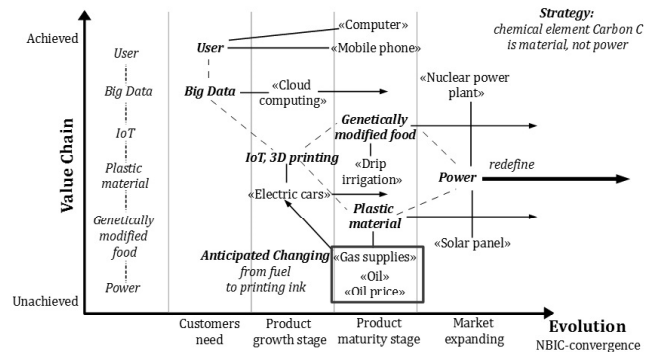 Strategy:
chemical element Carbon C
is material, not power
Achieved
Value Chain
Unachieved
User
Big Data
IoT
Plastic
material
Genetically
modified
food
Power
User
«Computer»
«Mobile phone»
Big Data
«Cloud
computing»
«Nuclear power
plant»
Genetically
modified food
IoT, 3D printing
«Drip
irrigation»
Power
redefine
«Electric cars»
Plastic
material
«Solar panel»
Anticipated Changing
from fuel
to printing ink
«Gas supplies»
«Oil»
«Oil price»
Customers
need
Product
growth stage
Product
maturity stage
Market
expanding
Evolution
NBIC-convergence